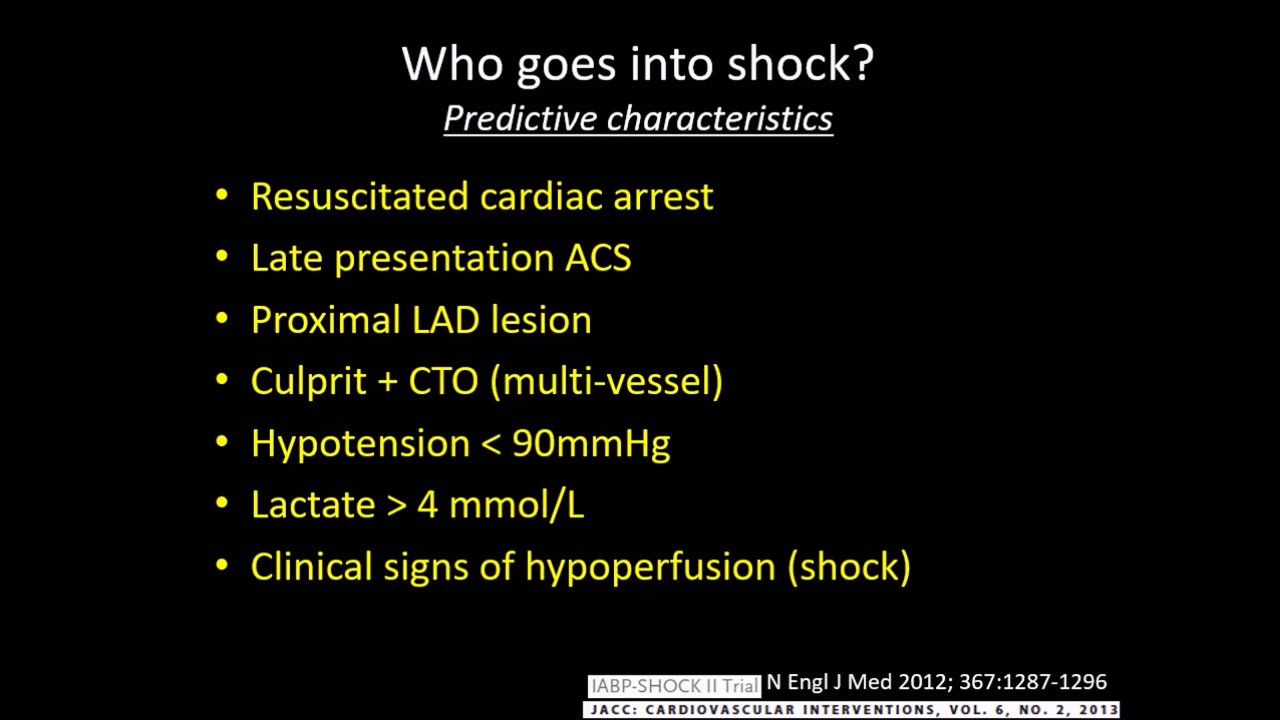 Who goes into shock?
Predictive characteristics
• Resuscitated cardiac arrest
• Late presentation ACS
• Proximal LAD lesion
• Culprit + CTO (multi-vessel)
• Hypotension < 90mmHg
• Lactate > 4 mmol/L
• Clinical signs of hypoperfusion (shock)
IABP-SHOCK II Trial N Engl J Med 2012; 367:1287-1296
JACC: CARDIOVASCULAR INTERVENTIONS, VOL. 6, NO. 2, 2013